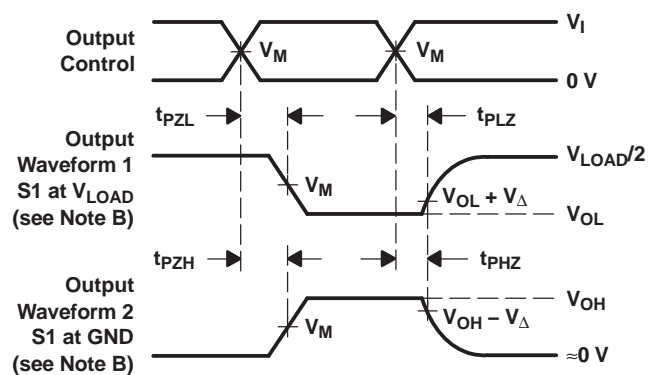 Output
Control
V_M
V_M
V_I
0 V
t_PZL
t_PLZ
Output
Waveform 1
S1 at V_LOAD
(see Note B)
V_M
V_LOAD/2
V_OL + V_Δ
V_OL
t_PZH
t_PHZ
Output
Waveform 2
S1 at GND
(see Note B)
V_M
V_OH
V_OH − V_Δ
≈0 V